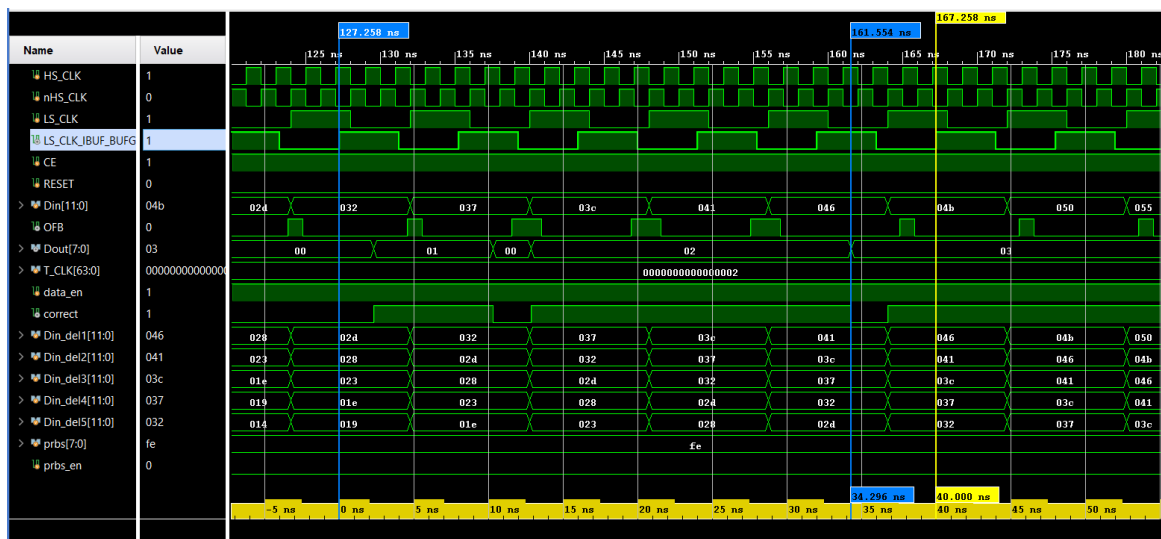 167.258 ns
127.258 ns 161.554 ns
Name Value
125 ns 130 ns 135 ns 140 ns 145 ns 150 ns 155 ns 160 ns 165 ns 170 ns 175 ns 180 ns
HS_CLK 1
nHS_CLK 0
LS_CLK 1
LS_CLK_IBUF_BUFG 1
CE 1
RESET 0
Din[11:0] 04b 02d 032 037 03c 041 046 04b 050 055
OFB 0
Dout[7:0] 03 00 01 00 02 03
T_CLK[63:0] 00000000000000 0000000000000002
data_en 1
correct 1
Din_del1[11:0] 046 028 02d 032 037 03c 041 046 04b 050
Din_del2[11:0] 041 023 028 02d 032 037 03c 041 046 04b
Din_del3[11:0] 03c 01e 023 028 02d 032 037 03c 041 046
Din_del4[11:0] 037 019 01e 023 028 02d 032 037 03c 041
Din_del5[11:0] 032 014 019 01e 023 028 02d 032 037 03c
prbs[7:0] fe fe
prbs_en 0
34.296 ns 40.000 ns
-5 ns 0 ns 5 ns 10 ns 15 ns 20 ns 25 ns 30 ns 35 ns 40 ns 45 ns 50 ns